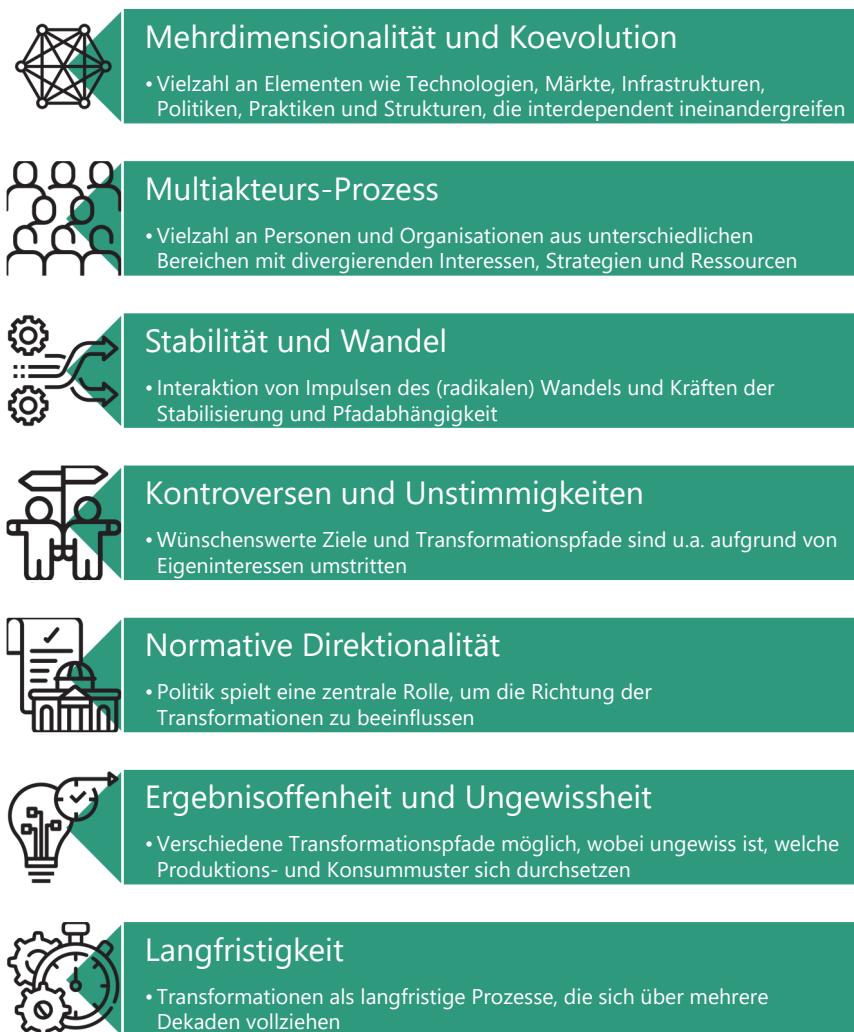 Mehrdimensionalität und Koevolution
• Vielzahl an Elementen wie Technologien, Märkte, Infrastrukturen,
Politiken, Praktiken und Strukturen, die interdependent ineinandergreifen
Multiakteurs-Prozess
• Vielzahl an Personen und Organisationen aus unterschiedlichen
Bereichen mit divergierenden Interessen, Strategien und Ressourcen
Stabilität und Wandel
• Interaktion von Impulsen des (radikalen) Wandels und Kräften der
Stabilisierung und Pfadabhängigkeit
Kontroversen und Unstimmigkeiten
• Wünschenswerte Ziele und Transformationspfade sind u.a. aufgrund von
Eigeninteressen umstritten
Normative Direktionalität
• Politik spielt eine zentrale Rolle, um die Richtung der
Transformationen zu beeinflussen
Ergebnisoffenheit und Ungewissheit
• Verschiedene Transformationspfade möglich, wobei ungewiss ist, welche
Produktions- und Konsummuster sich durchsetzen
Langfristigkeit
• Transformationen als langfristige Prozesse, die sich über mehrere
Dekaden vollziehen